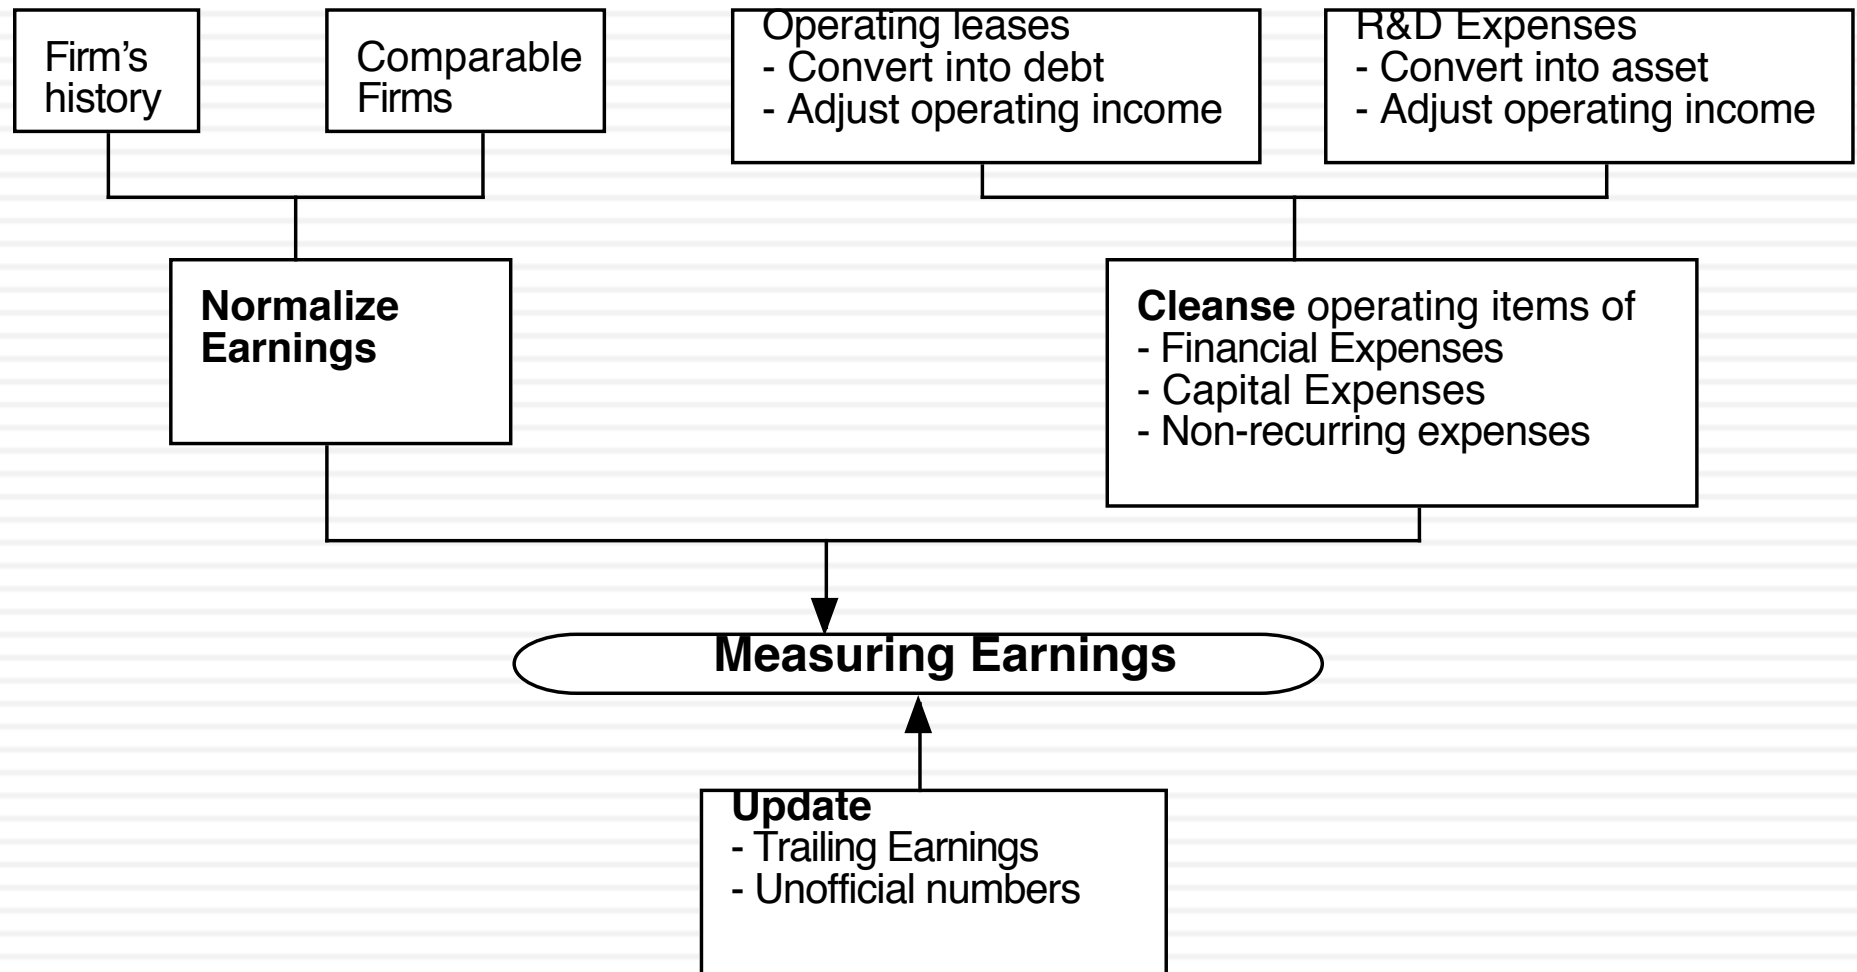 Firm’s
history
Comparable
Firms
Operating leases
- Convert into debt
- Adjust operating income
R&D Expenses
- Convert into asset
- Adjust operating income
Normalize
Earnings
Cleanse operating items of
- Financial Expenses
- Capital Expenses
- Non-recurring expenses
Measuring Earnings
Update
- Trailing Earnings
- Unofficial numbers